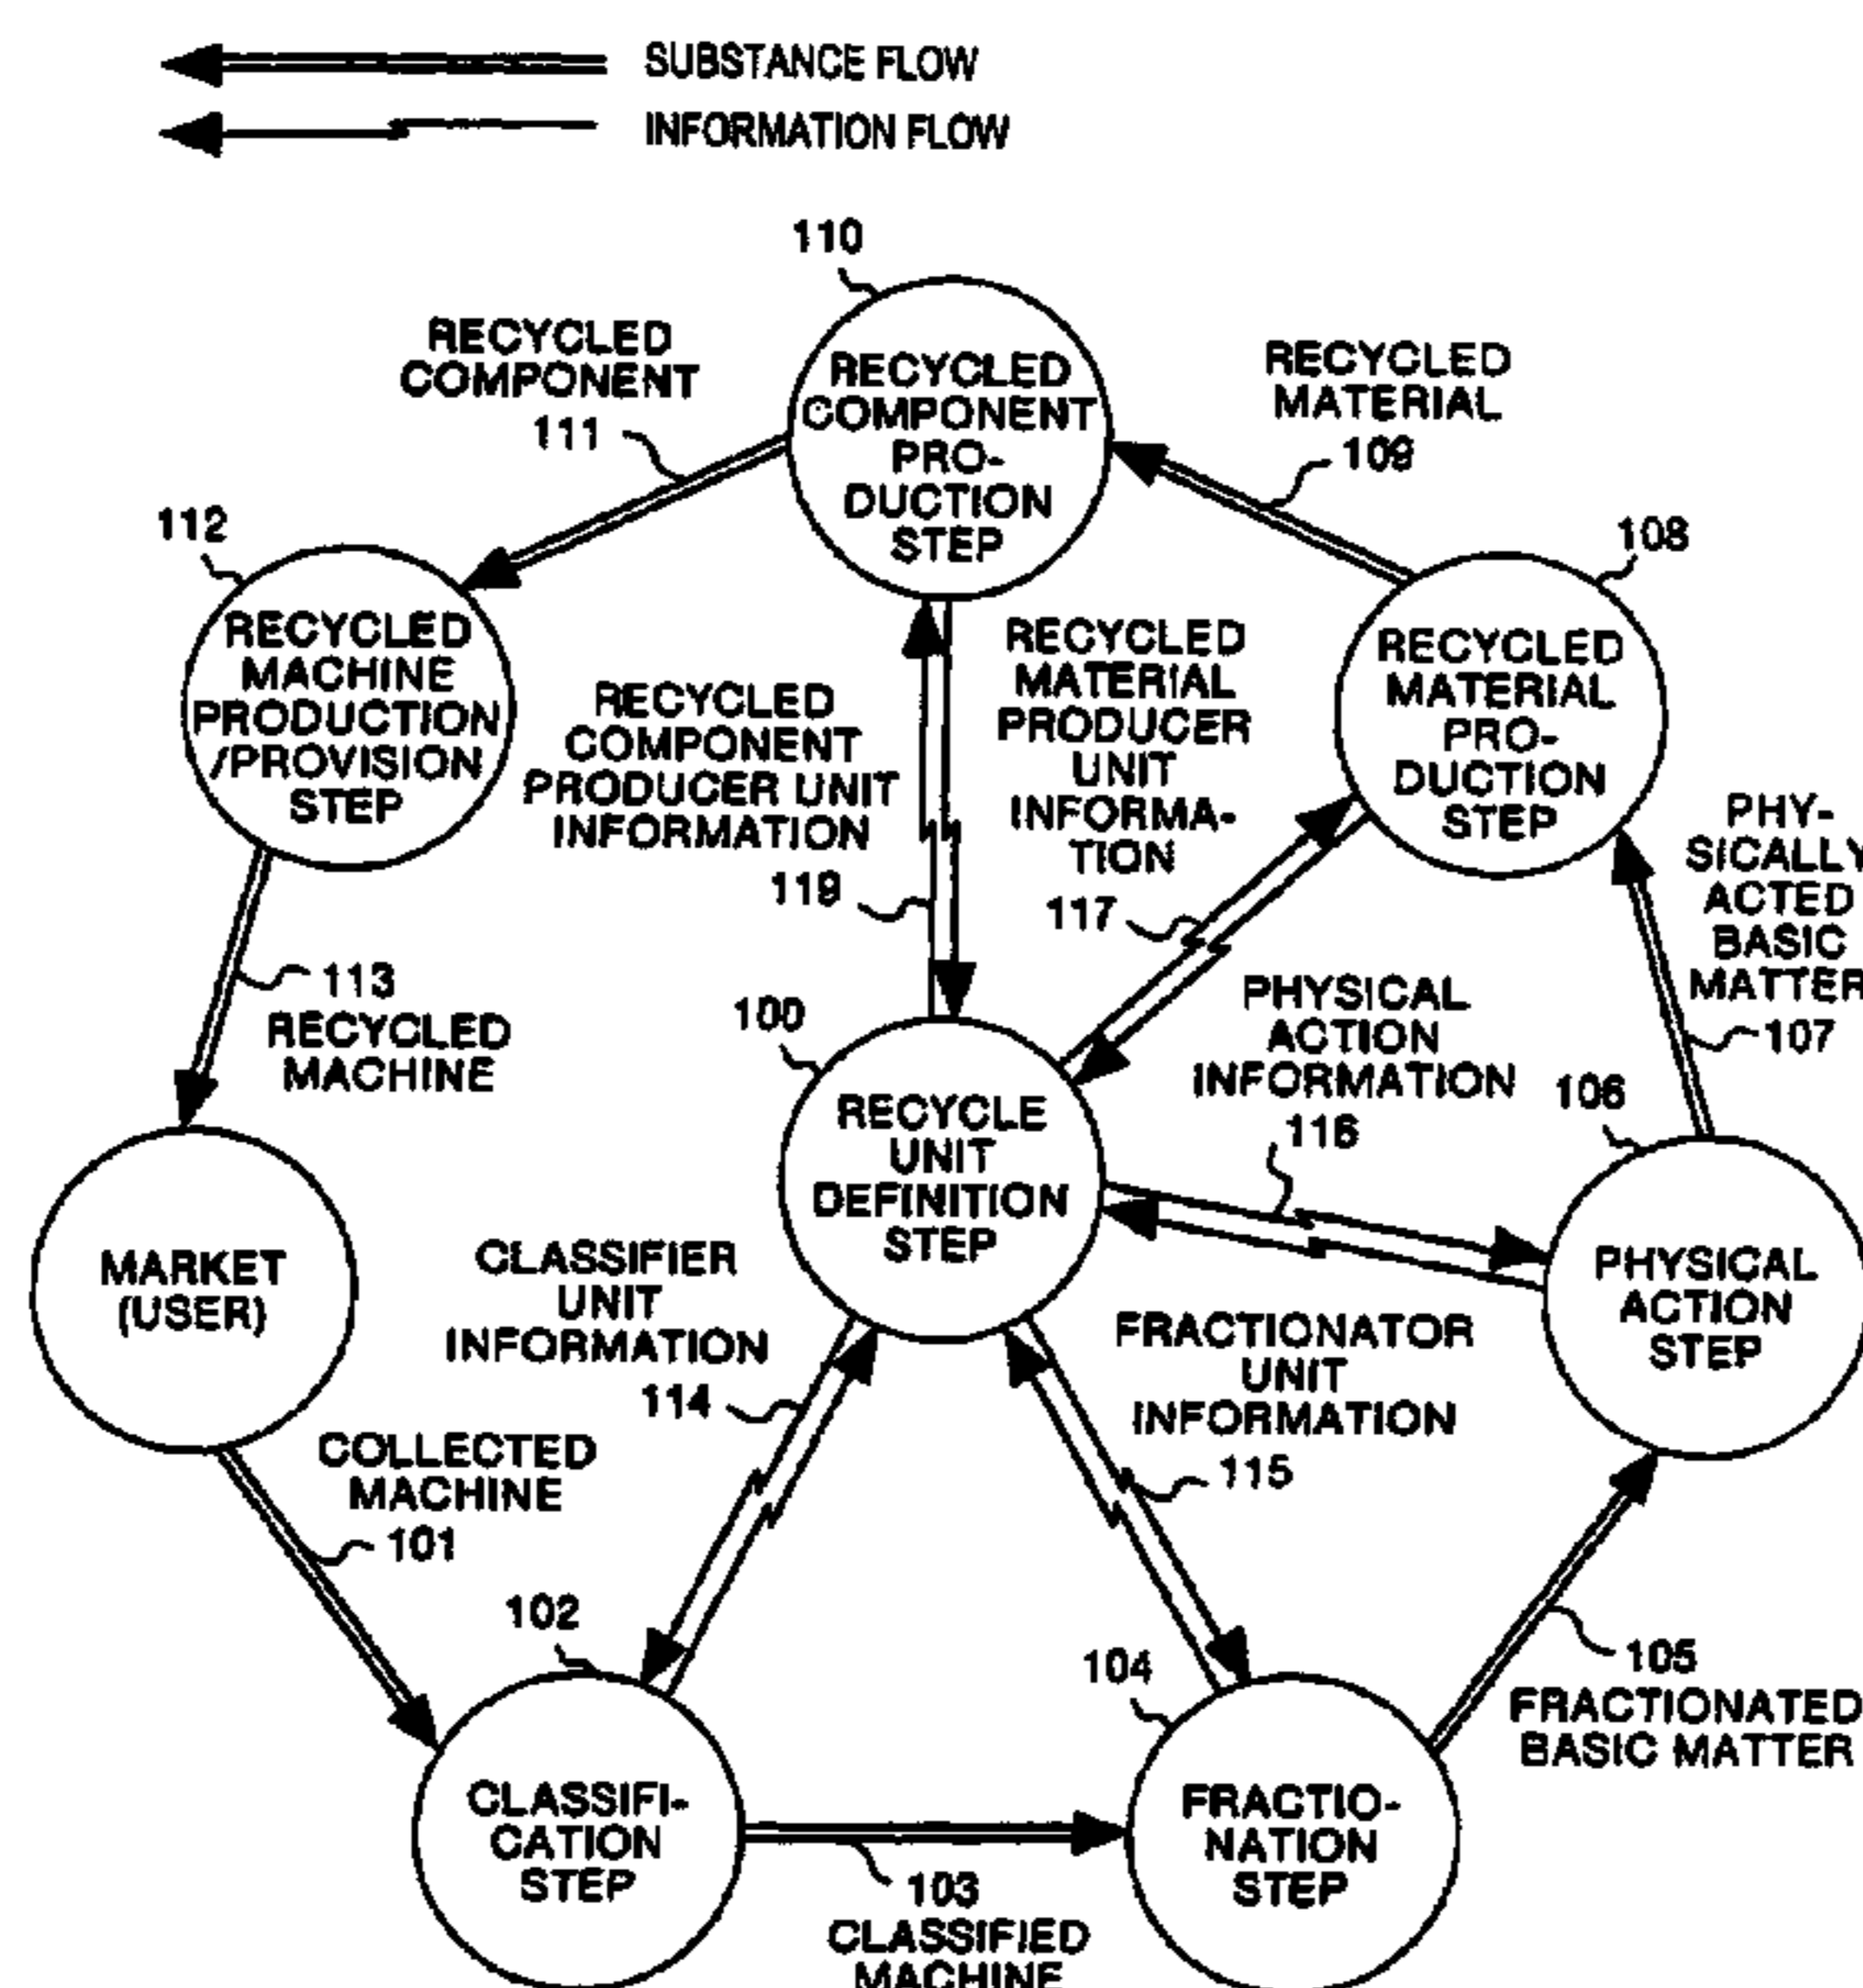 SUBSTANCE FLOW
INFORMATION FLOW
110
RECYCLED
COMPONENT
111
RECYCLED
COMPONENT
PRO-
DUCTION
STEP
RECYCLED
MATERIAL
109
112
RECYCLED
MACHINE
PRODUCTION
/PROVISION
STEP
108
RECYCLED
MATERIAL
PRO-
DUCTION
STEP
RECYCLED
COMPONENT
PRODUCER UNIT
INFORMATION
119
RECYCLED
MATERIAL
PRODUCER
UNIT
INFORMA-
TION
117
PHY-
SICALLY
ACTED
BASIC
MATTER
107
113
RECYCLED
MACHINE
100
RECYCLE
UNIT
DEFINITION
STEP
PHYSICAL
ACTION
INFORMATION
116
106
PHYSICAL
ACTION
STEP
MARKET
(USER)
CLASSIFIER
UNIT
INFORMATION
114
FRACTIONATOR
UNIT
INFORMATION
115
COLLECTED
MACHINE
101
102
CLASSIFI-
CATION
STEP
104
FRACTIO-
NATION
STEP
105
FRACTIONATED
BASIC MATTER
103
CLASSIFIED
MACHINE